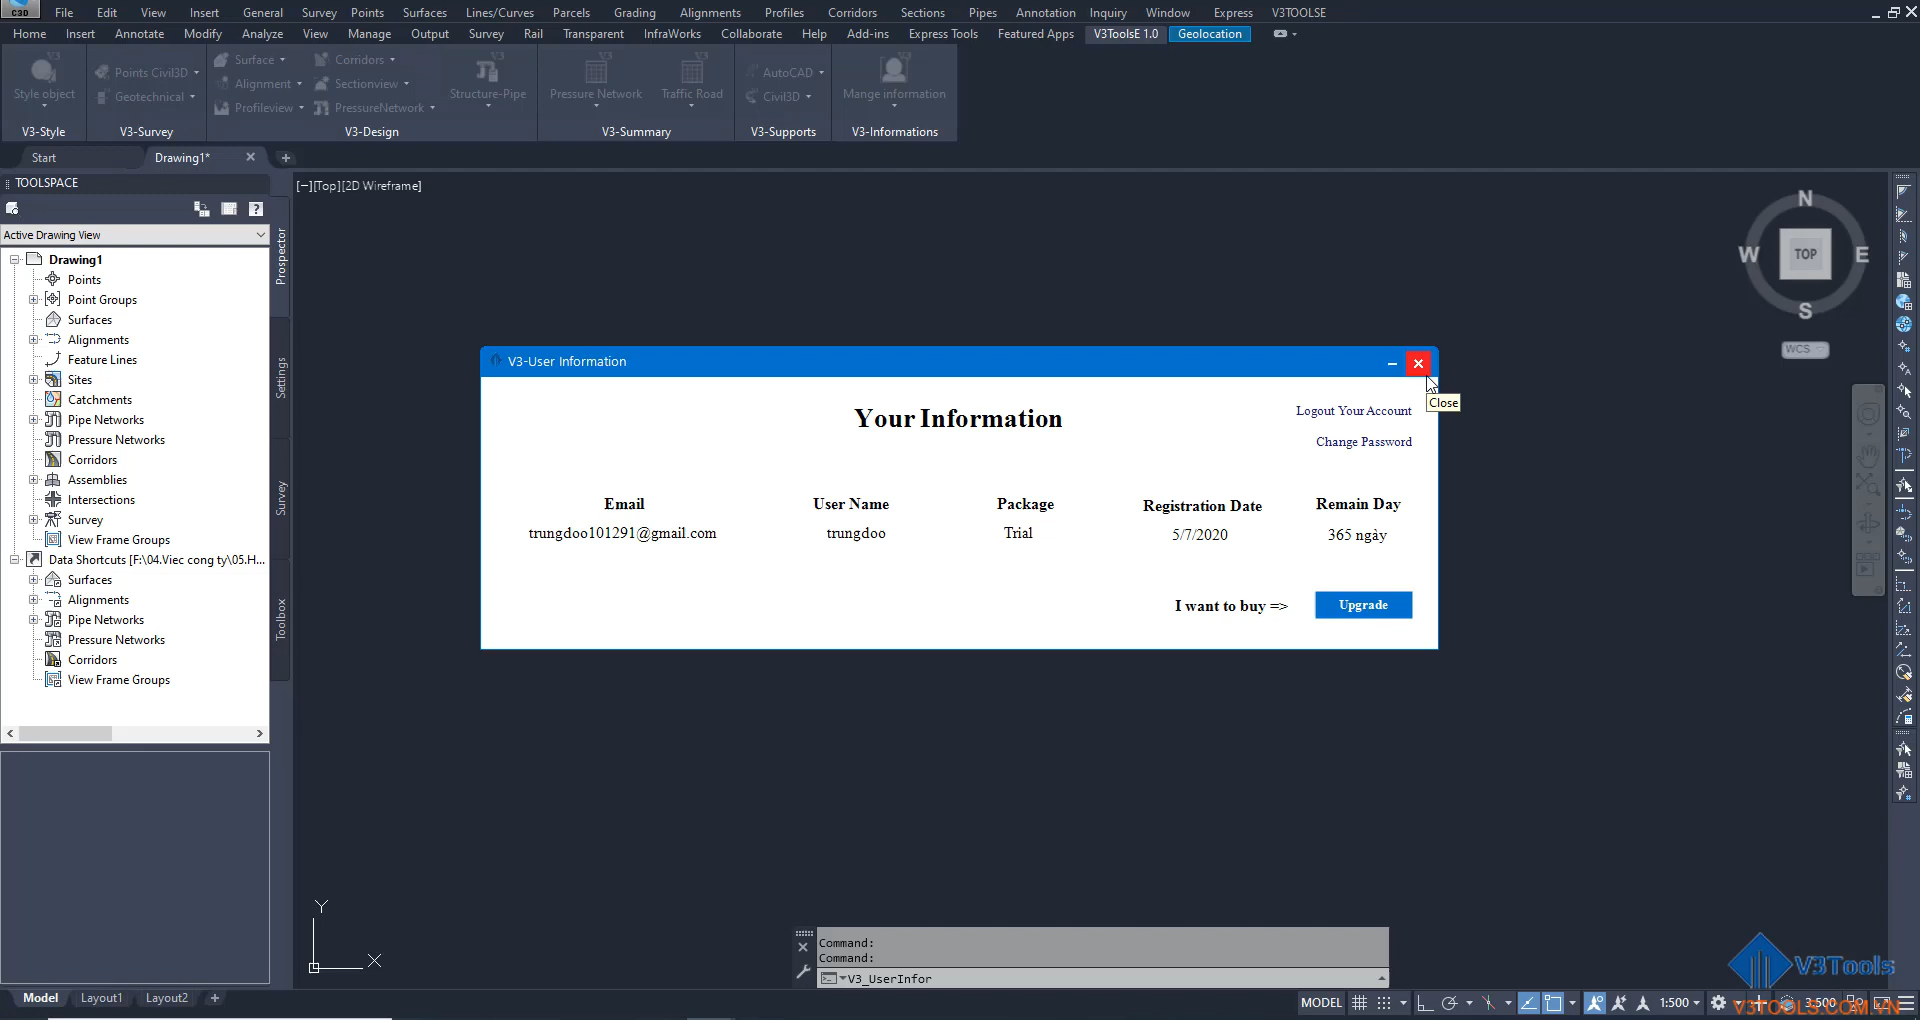 C3D
File Edit View Insert General Survey Points Surfaces Lines/Curves Parcels Grading Alignments Profiles Corridors Sections Pipes Annotation Inquiry Window Express V3TOOLSE
Home Insert Annotate Modify Analyze View Manage Output Survey Rail Transparent InfraWorks Collaborate Help Add-ins Express Tools Featured Apps V3ToolsE 1.0 Geolocation
Style object
V3-Style
Points Civil3D
Geotechnical
V3-Survey
Surface Corridors
Alignment Sectionview
Profileview PressureNetwork
Structure-Pipe
V3-Design
Pressure Network Traffic Road
V3-Summary
AutoCAD
Civil3D
V3-Supports
Mange information
V3-Informations
Start Drawing1*
TOOLSPACE
Active Drawing View
Drawing1
Points
Point Groups
Surfaces
Alignments
Feature Lines
Sites
Catchments
Pipe Networks
Pressure Networks
Corridors
Assemblies
Intersections
Survey
View Frame Groups
Data Shortcuts [F:\04.Viec cong ty\05.H...
Surfaces
Alignments
Pipe Networks
Pressure Networks
Corridors
View Frame Groups
Prospector
Settings
Survey
Toolbox
[−][Top][2D Wireframe]
N
W TOP E
S
WCS
V3-User Information
Close
Your Information
Logout Your Account
Change Password
Email User Name Package Registration Date Remain Day
trungdoo101291@gmail.com trungdoo Trial 5/7/2020 365 ngày
I want to buy => Upgrade
Y
X
Command:
Command:
V3_UserInfor
V3Tools
V3TOOLS.COM.VN
Model Layout1 Layout2
MODEL 1:500 3.500